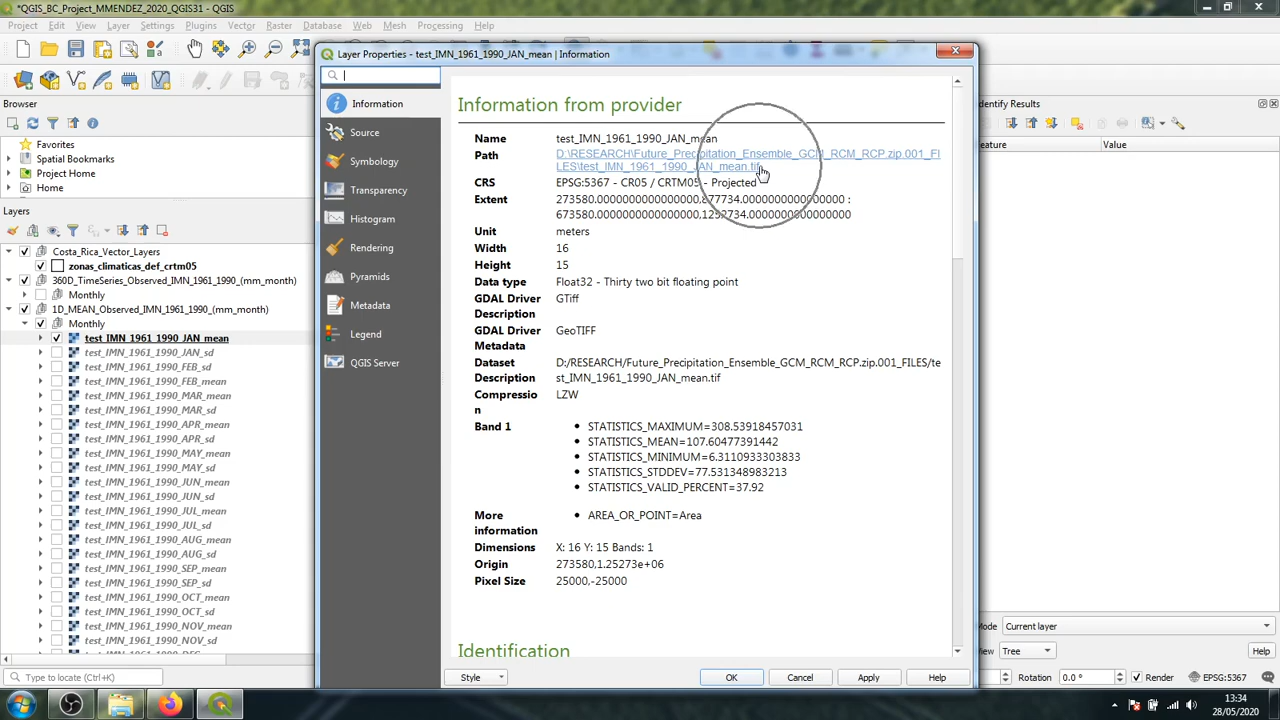 *QGIS_BC_Project_MMENDEZ_2020_QGIS31 - QGIS
Project Edit View Layer Settings Plugins Vector Raster Database Web Mesh Processing Help
Layer Properties - test_IMN_1961_1990_JAN_mean | Information
Browser
Favorites
Spatial Bookmarks
Project Home
Home
Layers
Costa_Rica_Vector_Layers
zonas_climaticas_def_crtm05
360D_TimeSeries_Observed_IMN_1961_1990_(mm_month)
Monthly
1D_MEAN_Observed_IMN_1961_1990_(mm_month)
Monthly
test_IMN_1961_1990_JAN_mean
test_IMN_1961_1990_JAN_sd
test_IMN_1961_1990_FEB_sd
test_IMN_1961_1990_FEB_mean
test_IMN_1961_1990_MAR_mean
test_IMN_1961_1990_MAR_sd
test_IMN_1961_1990_APR_mean
test_IMN_1961_1990_APR_sd
test_IMN_1961_1990_MAY_mean
test_IMN_1961_1990_MAY_sd
test_IMN_1961_1990_JUN_mean
test_IMN_1961_1990_JUN_sd
test_IMN_1961_1990_JUL_mean
test_IMN_1961_1990_JUL_sd
test_IMN_1961_1990_AUG_mean
test_IMN_1961_1990_AUG_sd
test_IMN_1961_1990_SEP_mean
test_IMN_1961_1990_SEP_sd
test_IMN_1961_1990_OCT_mean
test_IMN_1961_1990_OCT_sd
test_IMN_1961_1990_NOV_mean
test_IMN_1961_1990_NOV_sd
Type to locate (Ctrl+K)
Information
Source
Symbology
Transparency
Histogram
Rendering
Pyramids
Metadata
Legend
QGIS Server
Information from provider
Name test_IMN_1961_1990_JAN_mean
Path D:\RESEARCH\Future_Precipitation_Ensemble_GCM_RCM_RCP.zip.001_FI
LES\test_IMN_1961_1990_JAN_mean.tif
CRS EPSG:5367 - CR05 / CRTM05 - Projected
Extent 273580.0000000000000000,877734.0000000000000000 :
673580.0000000000000000,1252734.0000000000000000
Unit meters
Width 16
Height 15
Data type Float32 - Thirty two bit floating point
GDAL Driver GTiff
Description
GDAL Driver GeoTIFF
Metadata
Dataset D:/RESEARCH/Future_Precipitation_Ensemble_GCM_RCM_RCP.zip.001_FILES/te
Description st_IMN_1961_1990_JAN_mean.tif
Compressio LZW
n
Band 1 • STATISTICS_MAXIMUM=308.53918457031
• STATISTICS_MEAN=107.60477391442
• STATISTICS_MINIMUM=6.3110933303833
• STATISTICS_STDDEV=77.531348983213
• STATISTICS_VALID_PERCENT=37.92
More • AREA_OR_POINT=Area
information
Dimensions X: 16 Y: 15 Bands: 1
Origin 273580,1.25273e+06
Pixel Size 25000,-25000
Identification
Style OK Cancel Apply Help
Identify Results
Feature Value
Mode Current layer
View Tree Help
Rotation 0.0 ° Render EPSG:5367
13:34
28/05/2020